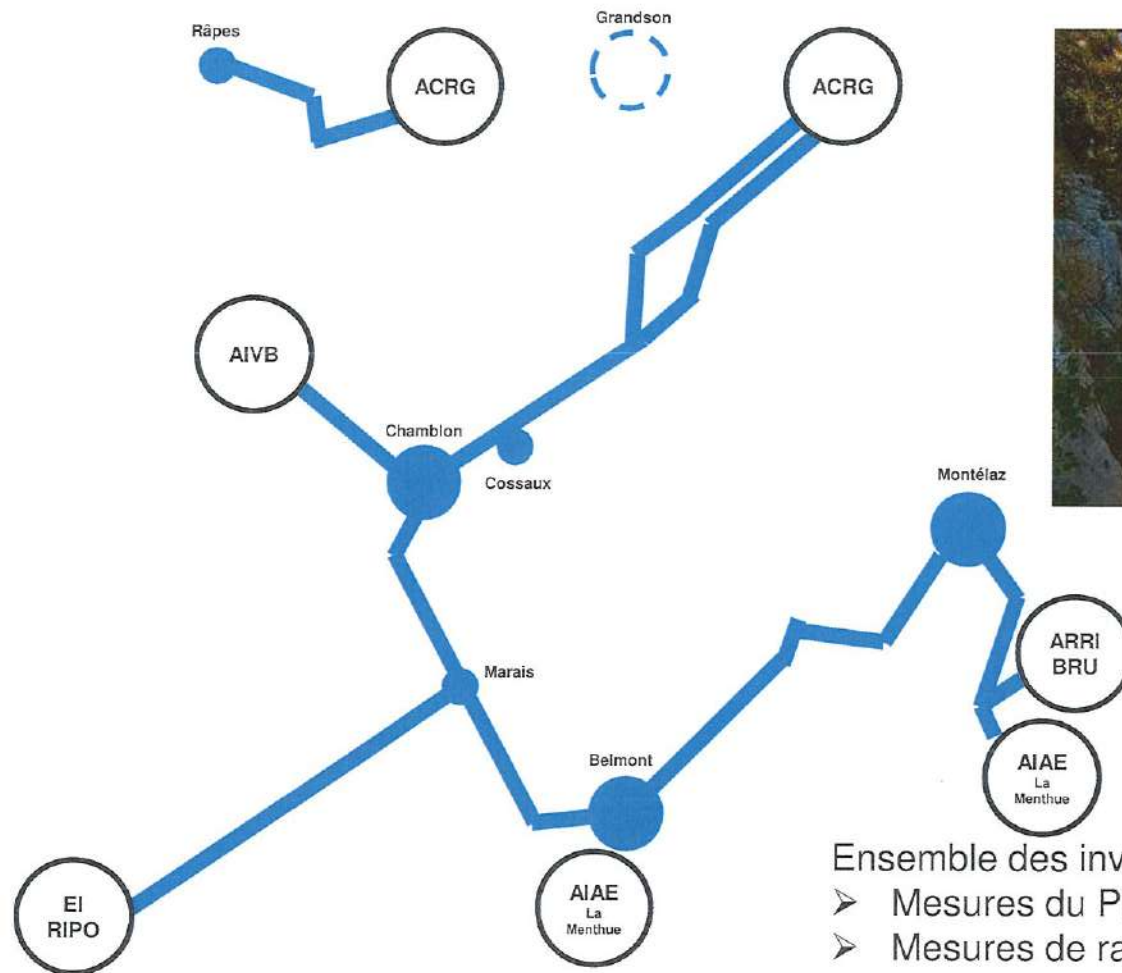 Grandson
Râpes
ACRG
ACRG
AIVB
Chamblon
Cossaux
Montélaz
ARRI
BRU
Marais
Belmont
AIAE
La
Menthue
EI
RIPO
AIAE
La
Menthue
Ensemble des inv
➢ Mesures du P
➢ Mesures de ra